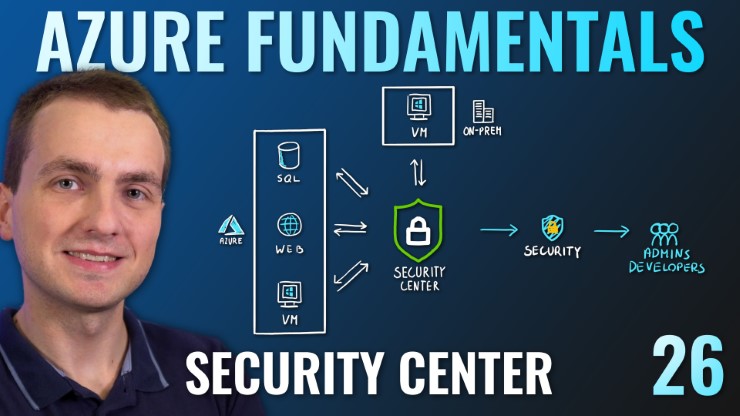 AZURE FUNDAMENTALS
VM
ON-PREM
SQL
AZURE
WEB
VM
SECURITY
CENTER
SECURITY
ADMINS
DEVELOPERS
SECURITY CENTER
26